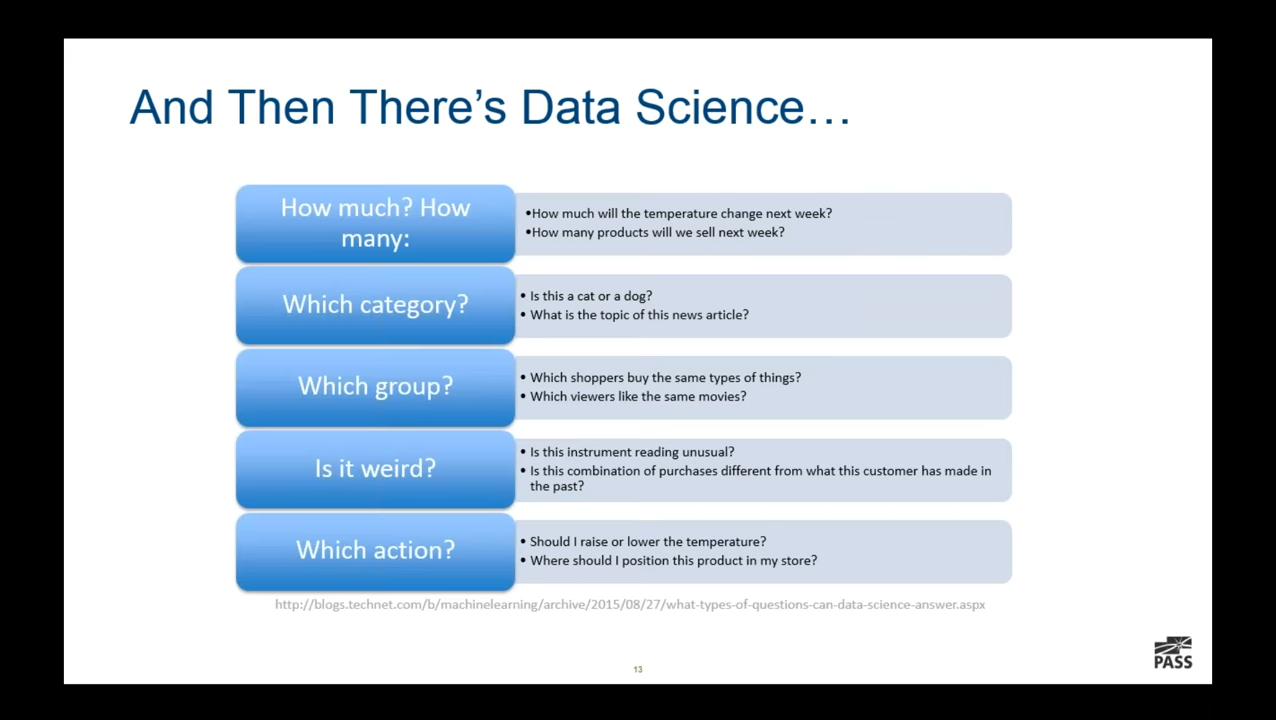 And Then There's Data Science…
How much? How
many:
•How much will the temperature change next week?
•How many products will we sell next week?
Which category?
• Is this a cat or a dog?
• What is the topic of this news article?
Which group?
• Which shoppers buy the same types of things?
• Which viewers like the same movies?
Is it weird?
• Is this instrument reading unusual?
• Is this combination of purchases different from what this customer has made in
the past?
Which action?
• Should I raise or lower the temperature?
• Where should I position this product in my store?
http://blogs.technet.com/b/machinelearning/archive/2015/08/27/what-types-of-questions-can-data-science-answer.aspx
13
PASS